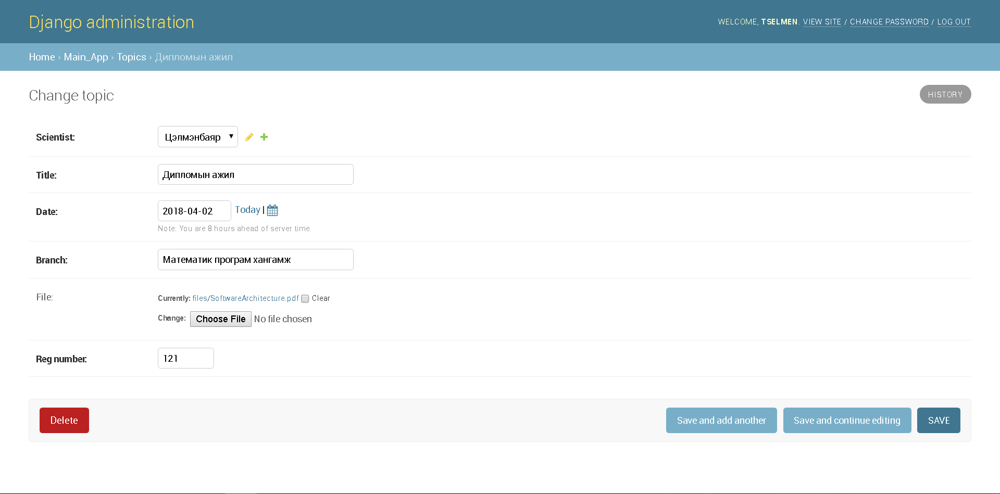 Django administration
WELCOME, TSELMEN. VIEW SITE / CHANGE PASSWORD / LOG OUT
Home › Main_App › Topics › Дипломын ажил
Change topic
HISTORY
Scientist: Цэлмэнбаяр
Title: Дипломын ажил
Date: 2018-04-02 Today |
Note: You are 8 hours ahead of server time.
Branch: Математик програм хангамж
File: Currently: files/SoftwareArchitecture.pdf Clear
Change: Choose File No file chosen
Reg number: 121
Delete Save and add another Save and continue editing SAVE